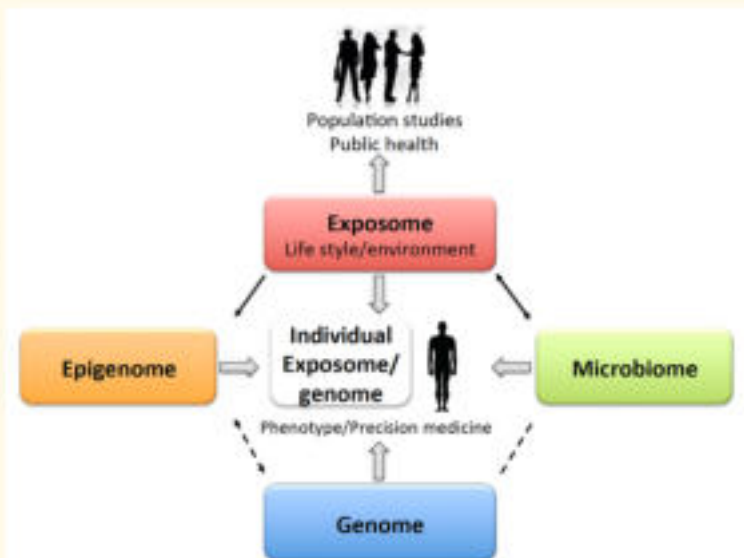 Population studies
Public health
Exposome
Life style/environment
Epigenome
Individual
Exposome/
genome
Microbiome
Phenotype/Precision medicine
Genome